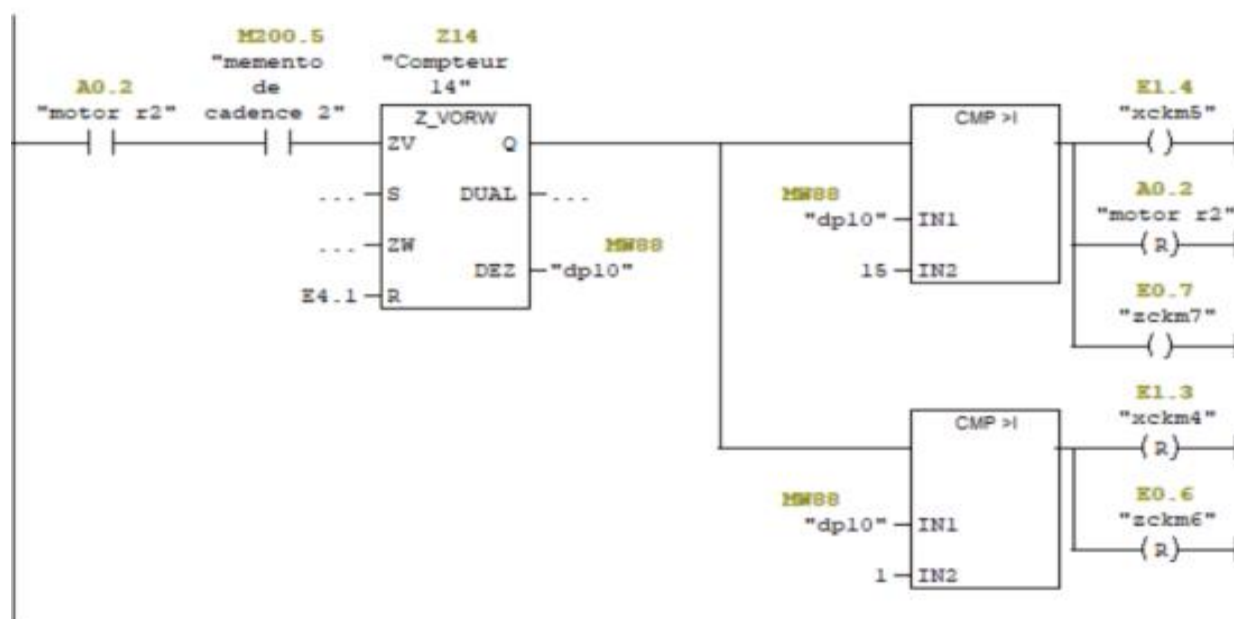 M200.5
Z14
"memento
"Compteur
A0.2
de
14"
E1.4
"motor r2"
cadence 2"
Z_VORW
CMP >I
"xckm5"
ZV
Q
( )
... S
DUAL ...
MW88
A0.2
"dp10" IN1
"motor r2"
... ZW
MW88
(R)
DEZ "dp10"
15 IN2
E4.1 R
E0.7
"zckm7"
( )
E1.3
CMP >I
"xckm4"
(R)
MW88
E0.6
"dp10" IN1
"zckm6"
(R)
1 IN2